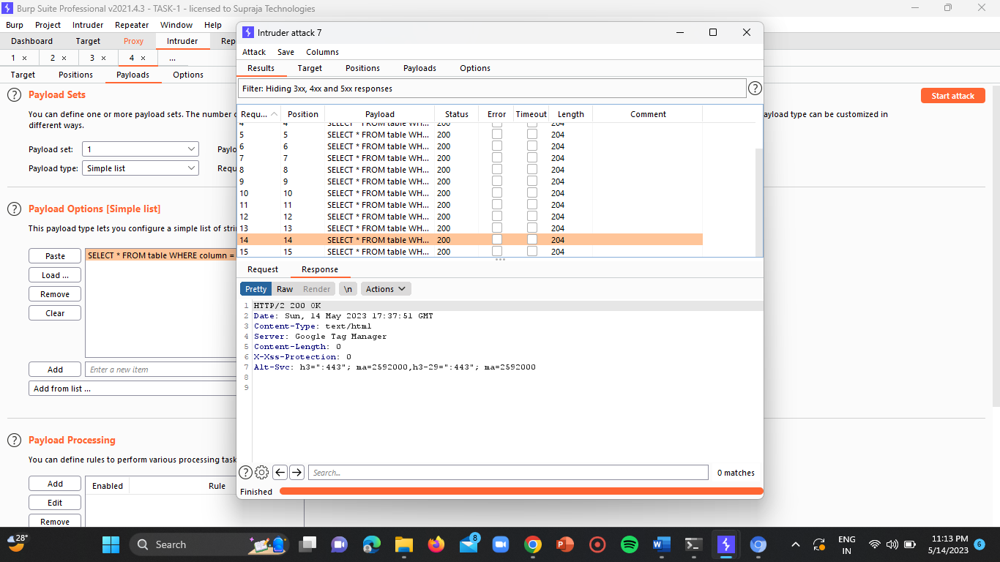 Burp Suite Professional v2021.4.3 - TASK-1 - licensed to Supraja Technologies
Burp Project Intruder Repeater Window Help
Dashboard Target Proxy Intruder Rep
1 × 2 × 3 × 4 × ...
Target Positions Payloads Options
? Payload Sets
Start attack
You can define one or more payload sets. The number o
ayload type can be customized in
different ways.
Payload set: 1 Paylo
Payload type: Simple list Requ
? Payload Options [Simple list]
This payload type lets you configure a simple list of stri
Paste SELECT * FROM table WHERE column =
Load ...
Remove
Clear
Add Enter a new item
Add from list ...
? Payload Processing
You can define rules to perform various processing task
Add Enabled Rule
Edit
Remove
Intruder attack 7
Attack Save Columns
Results Target Positions Payloads Options
Filter: Hiding 3xx, 4xx and 5xx responses ?
Requ... Position Payload Status Error Timeout Length Comment
4 4 SELECT * FROM table WH... 200 204
5 5 SELECT * FROM table WH... 200 204
6 6 SELECT * FROM table WH... 200 204
7 7 SELECT * FROM table WH... 200 204
8 8 SELECT * FROM table WH... 200 204
9 9 SELECT * FROM table WH... 200 204
10 10 SELECT * FROM table WH... 200 204
11 11 SELECT * FROM table WH... 200 204
12 12 SELECT * FROM table WH... 200 204
13 13 SELECT * FROM table WH... 200 204
14 14 SELECT * FROM table WH... 200 204
15 15 SELECT * FROM table WH... 200 204
Request Response
Pretty Raw Render \n Actions
1 HTTP/2 200 OK
2 Date: Sun, 14 May 2023 17:37:51 GMT
3 Content-Type: text/html
4 Server: Google Tag Manager
5 Content-Length: 0
6 X-Xss-Protection: 0
7 Alt-Svc: h3=":443"; ma=2592000,h3-29=":443"; ma=2592000
8
9
? Search... 0 matches
Finished
28°
Search
8
ENG
IN
11:13 PM
5/14/2023
6